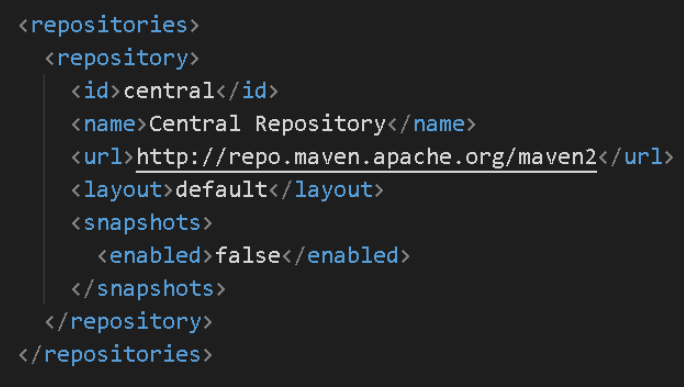 <repositories>
<repository>
<id>central</id>
<name>Central Repository</name>
<url>http://repo.maven.apache.org/maven2</url>
<layout>default</layout>
<snapshots>
<enabled>false</enabled>
</snapshots>
</repository>
</repositories>